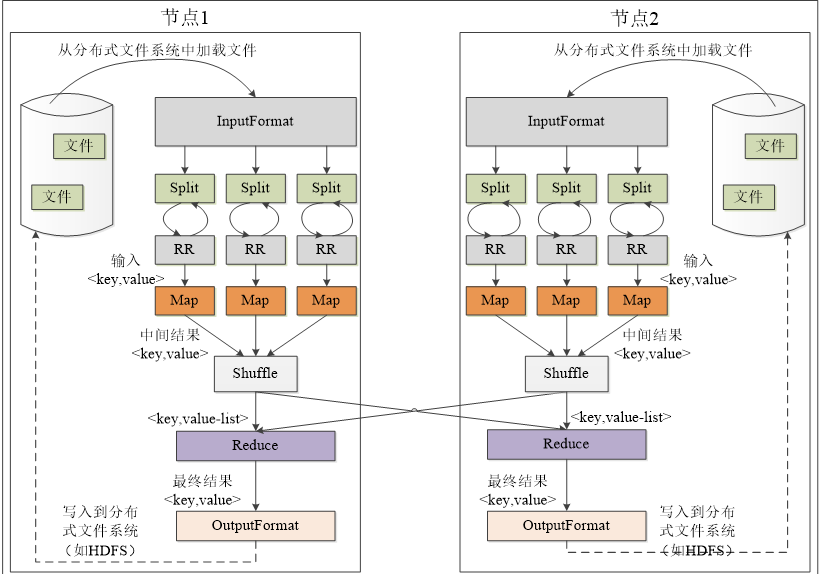 节点1
节点2
从分布式文件系统中加载文件
从分布式文件系统中加载文件
InputFormat
InputFormat
文件
文件
文件
文件
Split
Split
Split
Split
Split
Split
RR
RR
RR
RR
RR
RR
输入
<key,value>
输入
<key,value>
Map
Map
Map
Map
Map
Map
中间结果
<key,value>
中间结果
<key,value>
Shuffle
Shuffle
<key,value-list>
<key,value-list>
Reduce
Reduce
最终结果
<key,value>
最终结果
<key,value>
写入到分布
式文件系统
（如HDFS）
OutputFormat
OutputFormat
写入到分布
式文件系统
（如HDFS）